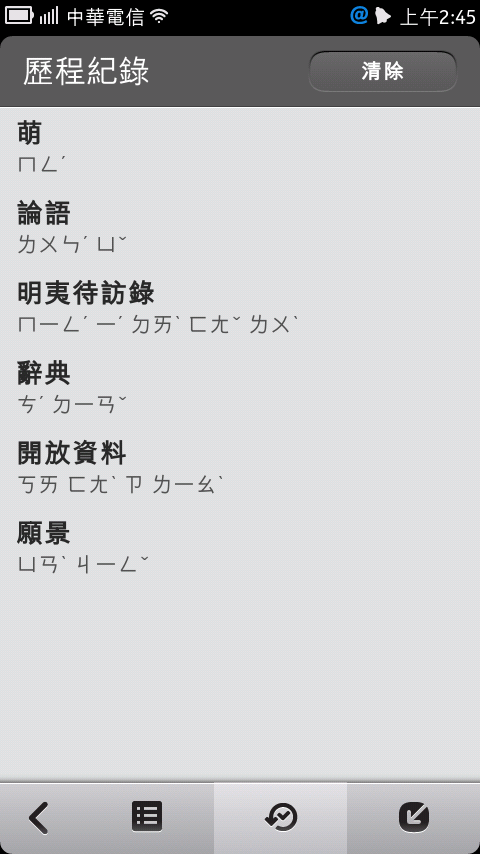 中華電信 @ 上午2:45
歷程紀錄 清除
萌
ㄇㄥˊ
論語
ㄌㄨㄣˊ ㄩˇ
明夷待訪錄
ㄇㄧㄥˊ ㄧˊ ㄉㄞˋ ㄈㄤˇ ㄌㄨˋ
辭典
ㄘˊ ㄉㄧㄢˇ
開放資料
ㄎㄞ ㄈㄤˋ ㄗ ㄌㄧㄠˋ
願景
ㄩㄢˋ ㄐㄧㄥˇ